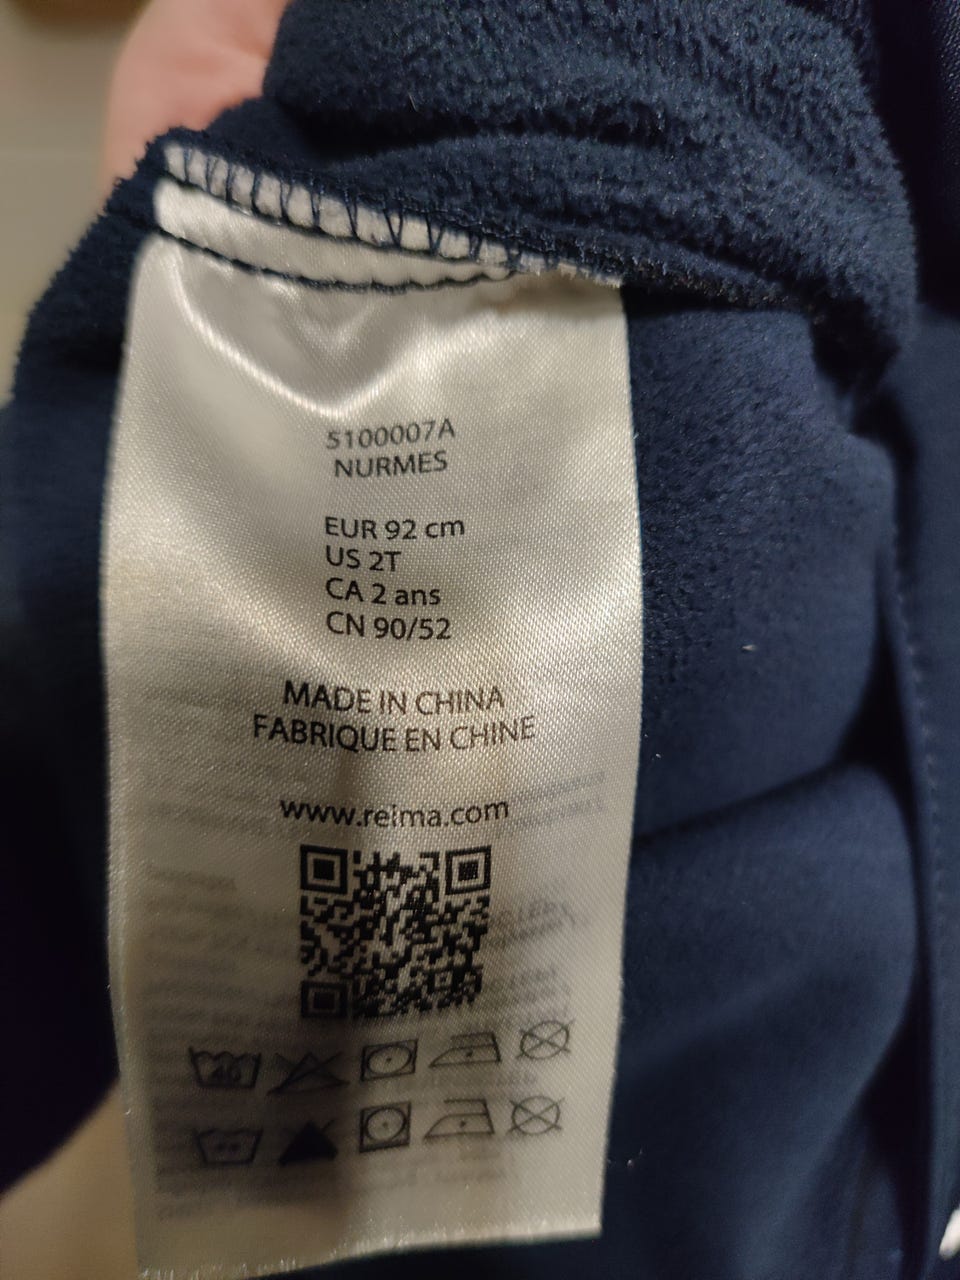 5100007A
NURMES
EUR 92 cm
US 2T
CA 2 ans
CN 90/52
MADE IN CHINA
FABRIQUE EN CHINE
www.reima.com
40